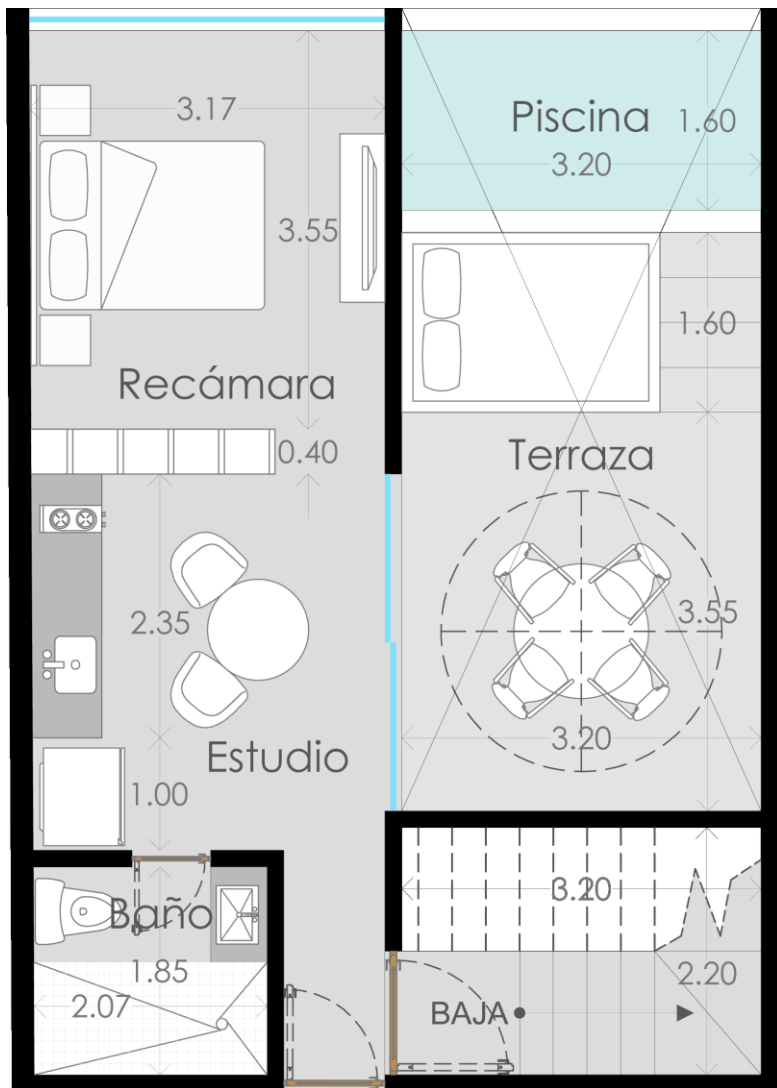 3.17
Piscina
1.60
3.20
3.55
1.60
Recámara
0.40
Terraza
2.35
3.55
Estudio
3.20
1.00
3.20
Baño
1.85
2.20
2.07
BAJA